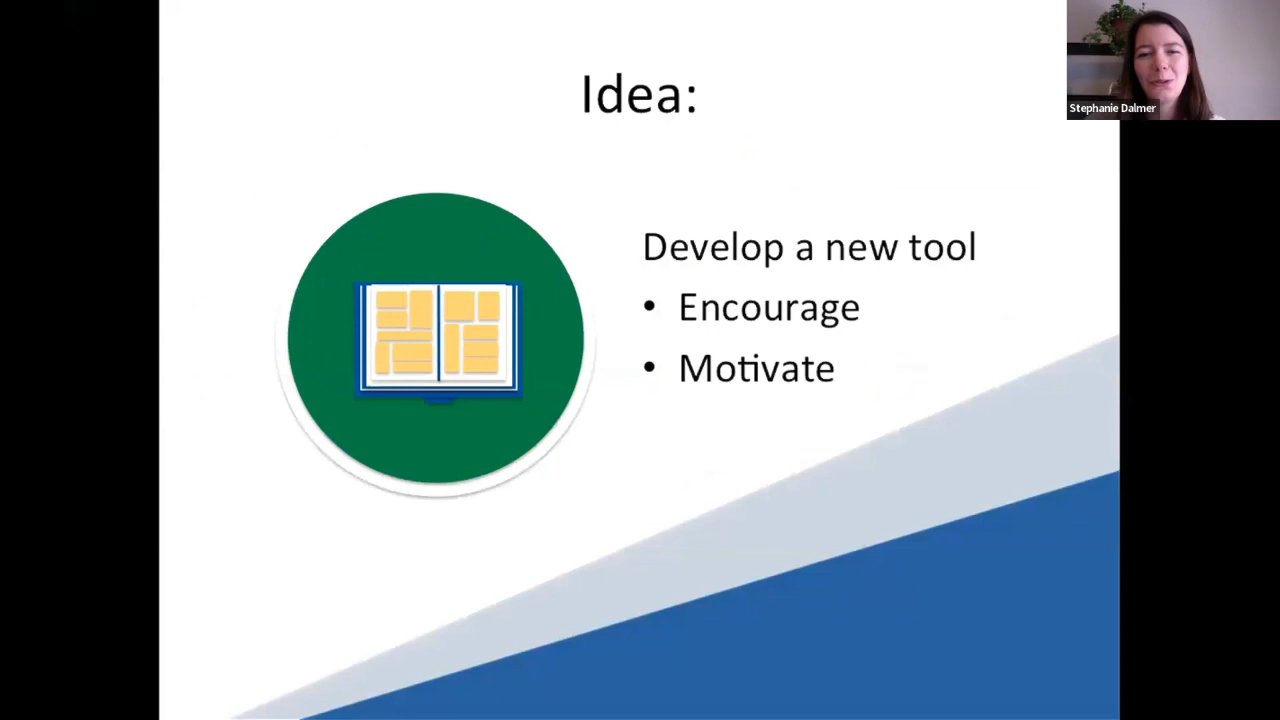 Idea:
Stephanie Dalmer
Develop a new tool
• Encourage
• Motivate